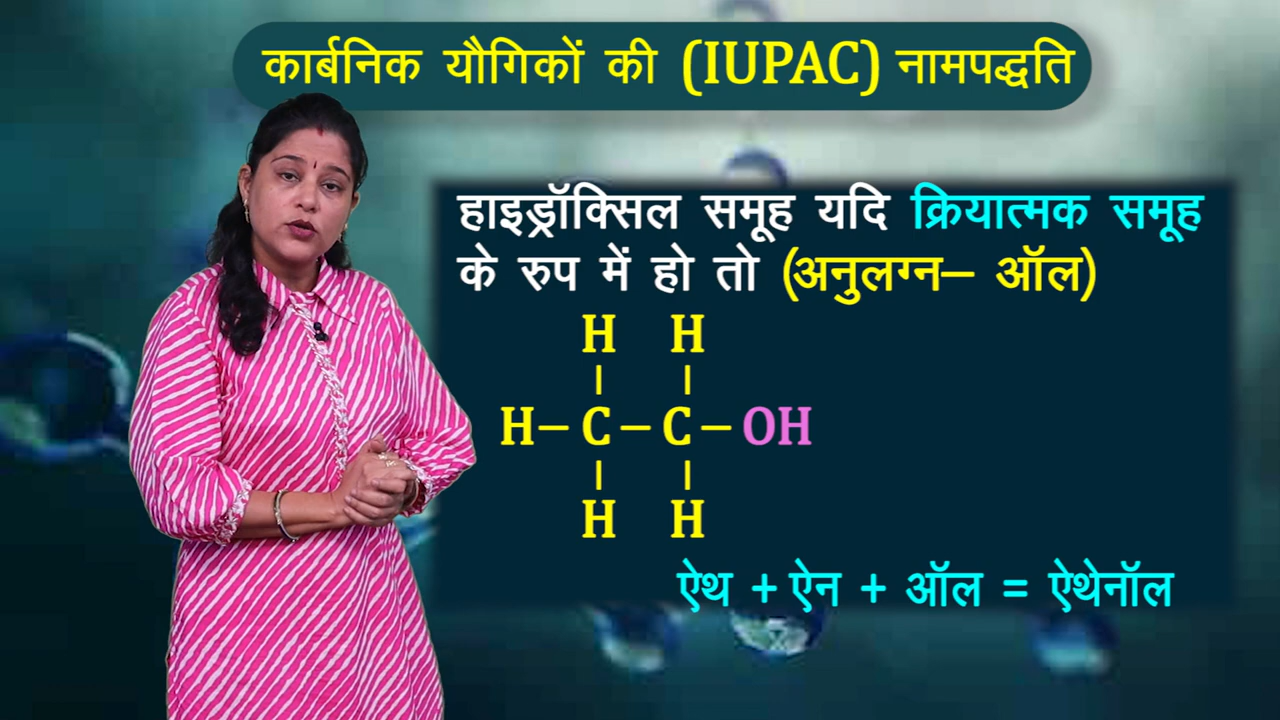 कार्बनिक यौगिकों की (IUPAC) नामपद्धति
हाइड्रॉक्सिल समूह यदि क्रियात्मक समूह
के रुप में हो तो (अनुलग्न– ऑल)
H H
H–C–C–OH
H H
ऐथ + ऐन + ऑल = ऐथेनॉल